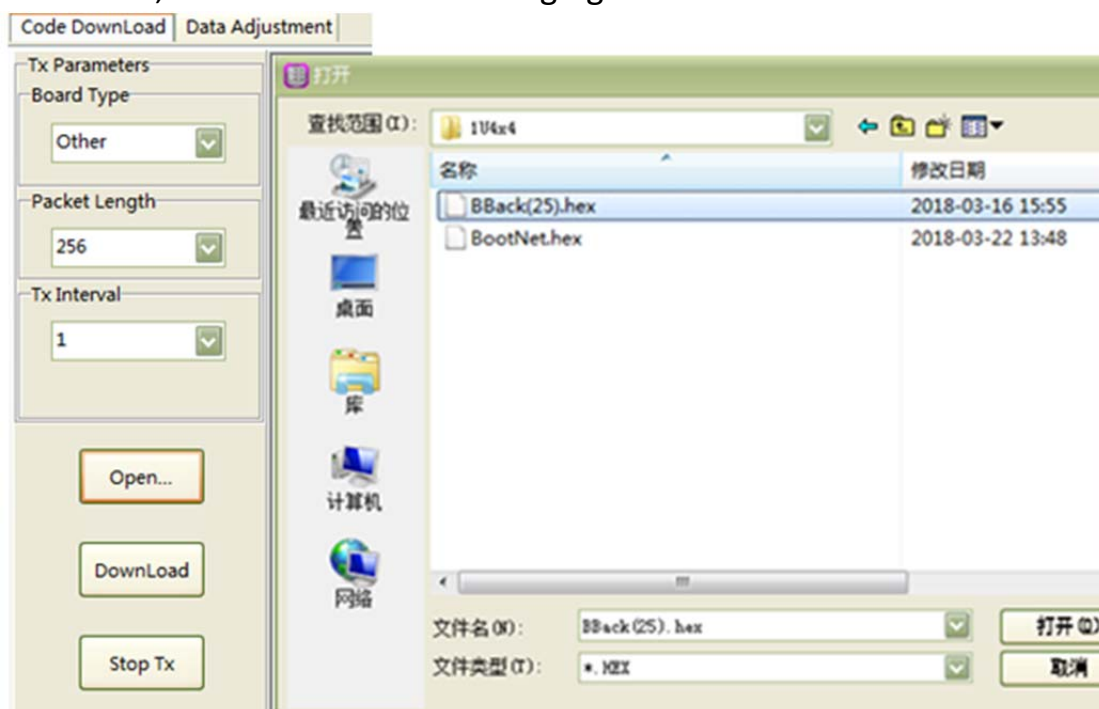 Code DownLoad
Data Adjustment
Tx Parameters
Board Type
Other
Packet Length
256
Tx Interval
1
Open...
DownLoad
Stop Tx
打开
查找范围(I):
1U4x4
名称
修改日期
BBack(25).hex
2018-03-16 15:55
BootNet.hex
2018-03-22 13:48
最近访问的位
置
桌面
库
计算机
网络
文件名(N):
BBack(25).hex
打开(O)
文件类型(T):
*.HEX
取消